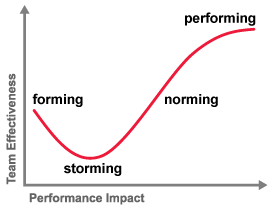 performing
forming
norming
storming
Team Effectiveness
Performance Impact